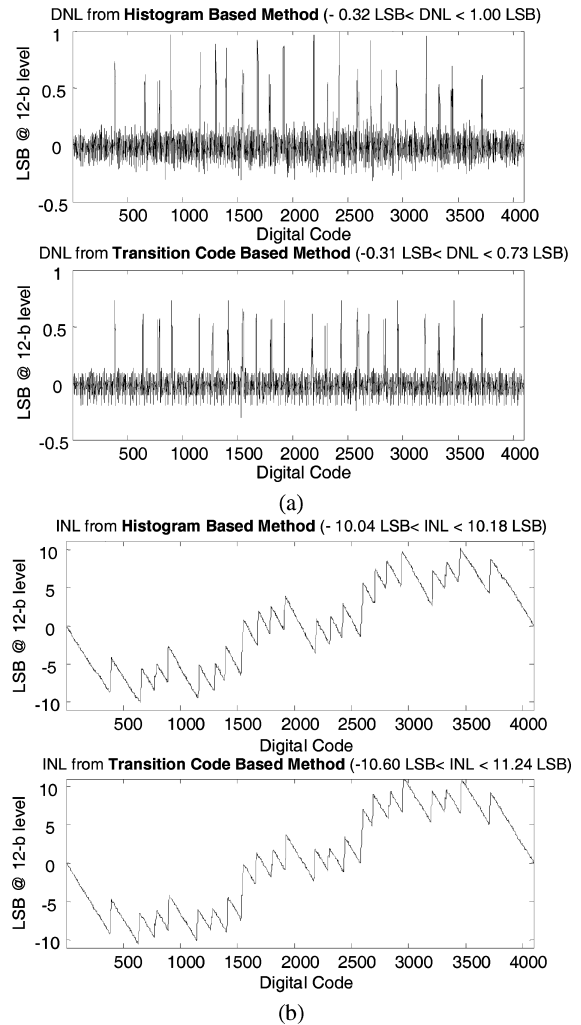 DNL from Histogram Based Method (- 0.32 LSB< DNL < 1.00 LSB)
1
0.5
0
-0.5
LSB @ 12-b level
500 1000 1500 2000 2500 3000 3500 4000
Digital Code
DNL from Transition Code Based Method (-0.31 LSB< DNL < 0.73 LSB)
1
0.5
0
-0.5
LSB @ 12-b level
500 1000 1500 2000 2500 3000 3500 4000
Digital Code
(a)
INL from Histogram Based Method (- 10.04 LSB< INL < 10.18 LSB)
10
5
0
-5
-10
LSB @ 12-b level
500 1000 1500 2000 2500 3000 3500 4000
Digital Code
INL from Transition Code Based Method (-10.60 LSB< INL < 11.24 LSB)
10
5
0
-5
-10
LSB @ 12-b level
500 1000 1500 2000 2500 3000 3500 4000
Digital Code
(b)